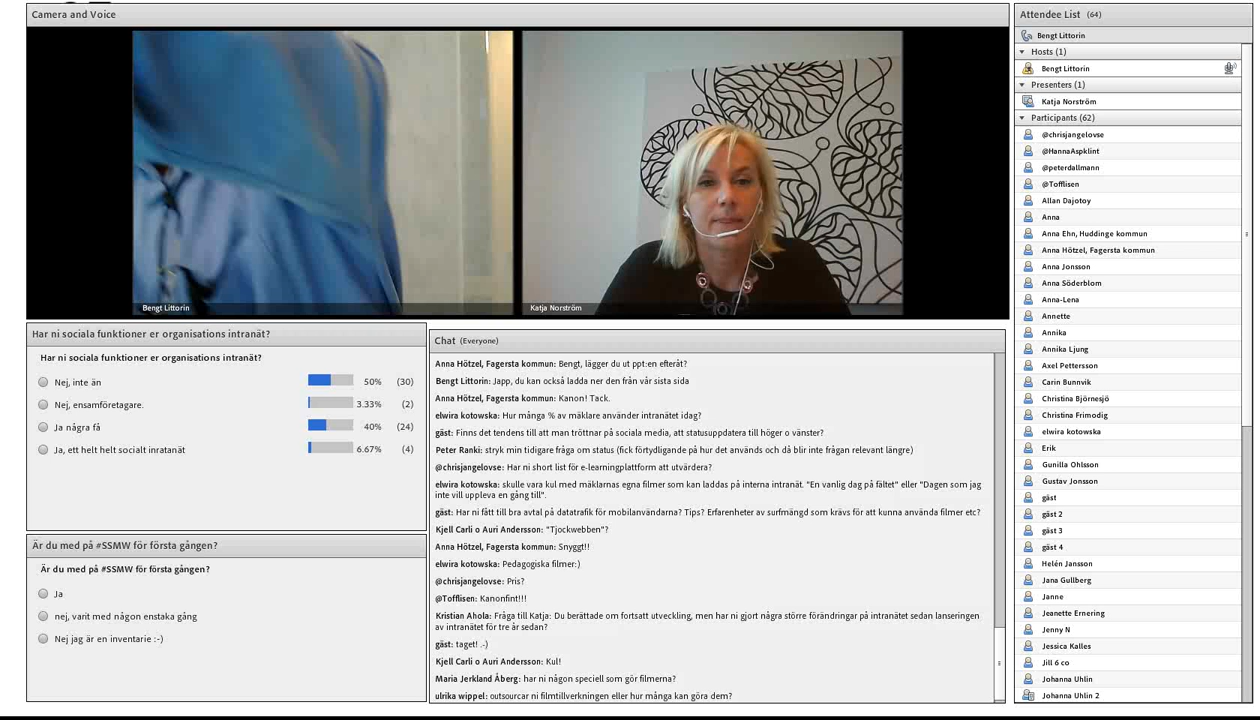 Camera and Voice
Bengt Littorin
Katja Norström
Har ni sociala funktioner er organisations intranät?
Har ni sociala funktioner er organisations intranät?
Nej, inte än 50% (30)
Nej, ensamföretagare. 3.33% (2)
Ja några få 40% (24)
Ja, ett helt helt socialt inratanät 6.67% (4)
Är du med på #SSMW för första gången?
Är du med på #SSMW för första gången?
Ja
nej, varit med någon enstaka gång
Nej jag är en inventarie :-)
Chat (Everyone)
Anna Hötzel, Fagersta kommun: Bengt, lägger du ut ppt:en efteråt?
Bengt Littorin: Japp, du kan också ladda ner den från vår sista sida
Anna Hötzel, Fagersta kommun: Kanon! Tack.
elwira kotowska: Hur många % av mäklare använder intranätet idag?
gäst: Finns det tendens till att man tröttnar på sociala media, att statusuppdatera till höger o vänster?
Peter Ranki: stryk min tidigare fråga om status (fick förtydligande på hur det används och då blir inte frågan relevant längre)
@chrisjangelovse: Har ni short list för e-learningplattform att utvärdera?
elwira kotowska: skulle vara kul med mäklarnas egna filmer som kan laddas på interna intranät. "En vanlig dag på fältet" eller "Dagen som jag
inte vill uppleva en gång till".
gäst: Har ni fått till bra avtal på datatrafik för mobilanvändarna? Tips? Erfarenheter av surfmängd som krävs för att kunna använda filmer etc?
Kjell Carli o Auri Andersson: "Tjockwebben"?
Anna Hötzel, Fagersta kommun: Snyggt!!
elwira kotowska: Pedagogiska filmer:)
@chrisjangelovse: Pris?
@Tofflisen: Kanonfint!!!
Kristian Ahola: Fråga till Katja: Du berättade om fortsatt utveckling, men har ni gjort några större förändringar på intranätet sedan lanseringen
av intranätet för tre år sedan?
gäst: taget! .-)
Kjell Carli o Auri Andersson: Kul!
Maria Jerkland Åberg: har ni någon speciell som gör filmerna?
ulrika wippel: outsourcar ni filmtillverkningen eller hur många kan göra dem?
Attendee List (64)
Bengt Littorin
Hosts (1)
Bengt Littorin
Presenters (1)
Katja Norström
Participants (62)
@chrisjangelovse
@HannaAspklint
@peterdallmann
@Tofflisen
Allan Dajotoy
Anna
Anna Ehn, Huddinge kommun
Anna Hötzel, Fagersta kommun
Anna Jonsson
Anna Söderblom
Anna-Lena
Annette
Annika
Annika Ljung
Axel Pettersson
Carin Bunnvik
Christina Björnesjö
Christina Frimodig
elwira kotowska
Erik
Gunilla Ohlsson
Gustav Jonsson
gäst
gäst 2
gäst 3
gäst 4
Helén Jansson
Jana Gullberg
Janne
Jeanette Ernering
Jenny N
Jessica Kalles
Jill 6 co
Johanna Uhlin
Johanna Uhlin 2